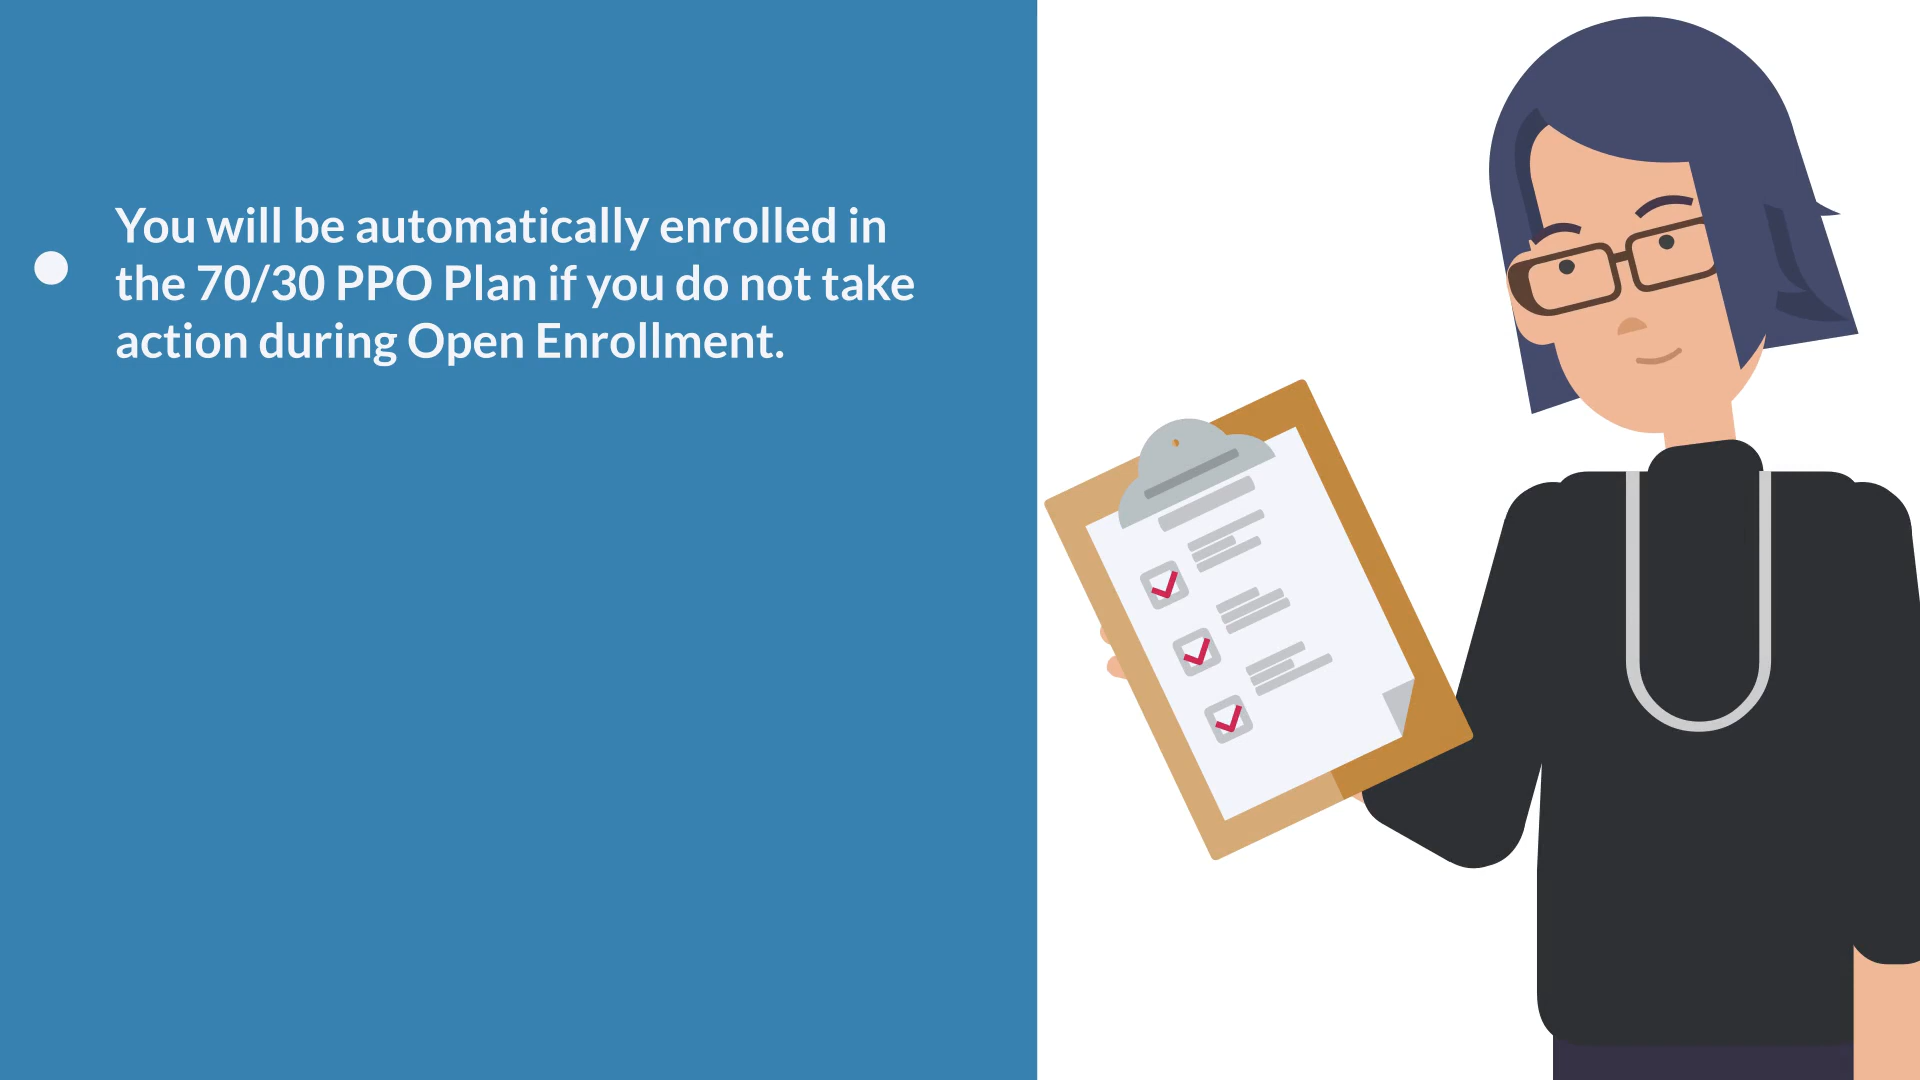 You will be automatically enrolled in
the 70/30 PPO Plan if you do not take
action during Open Enrollment.